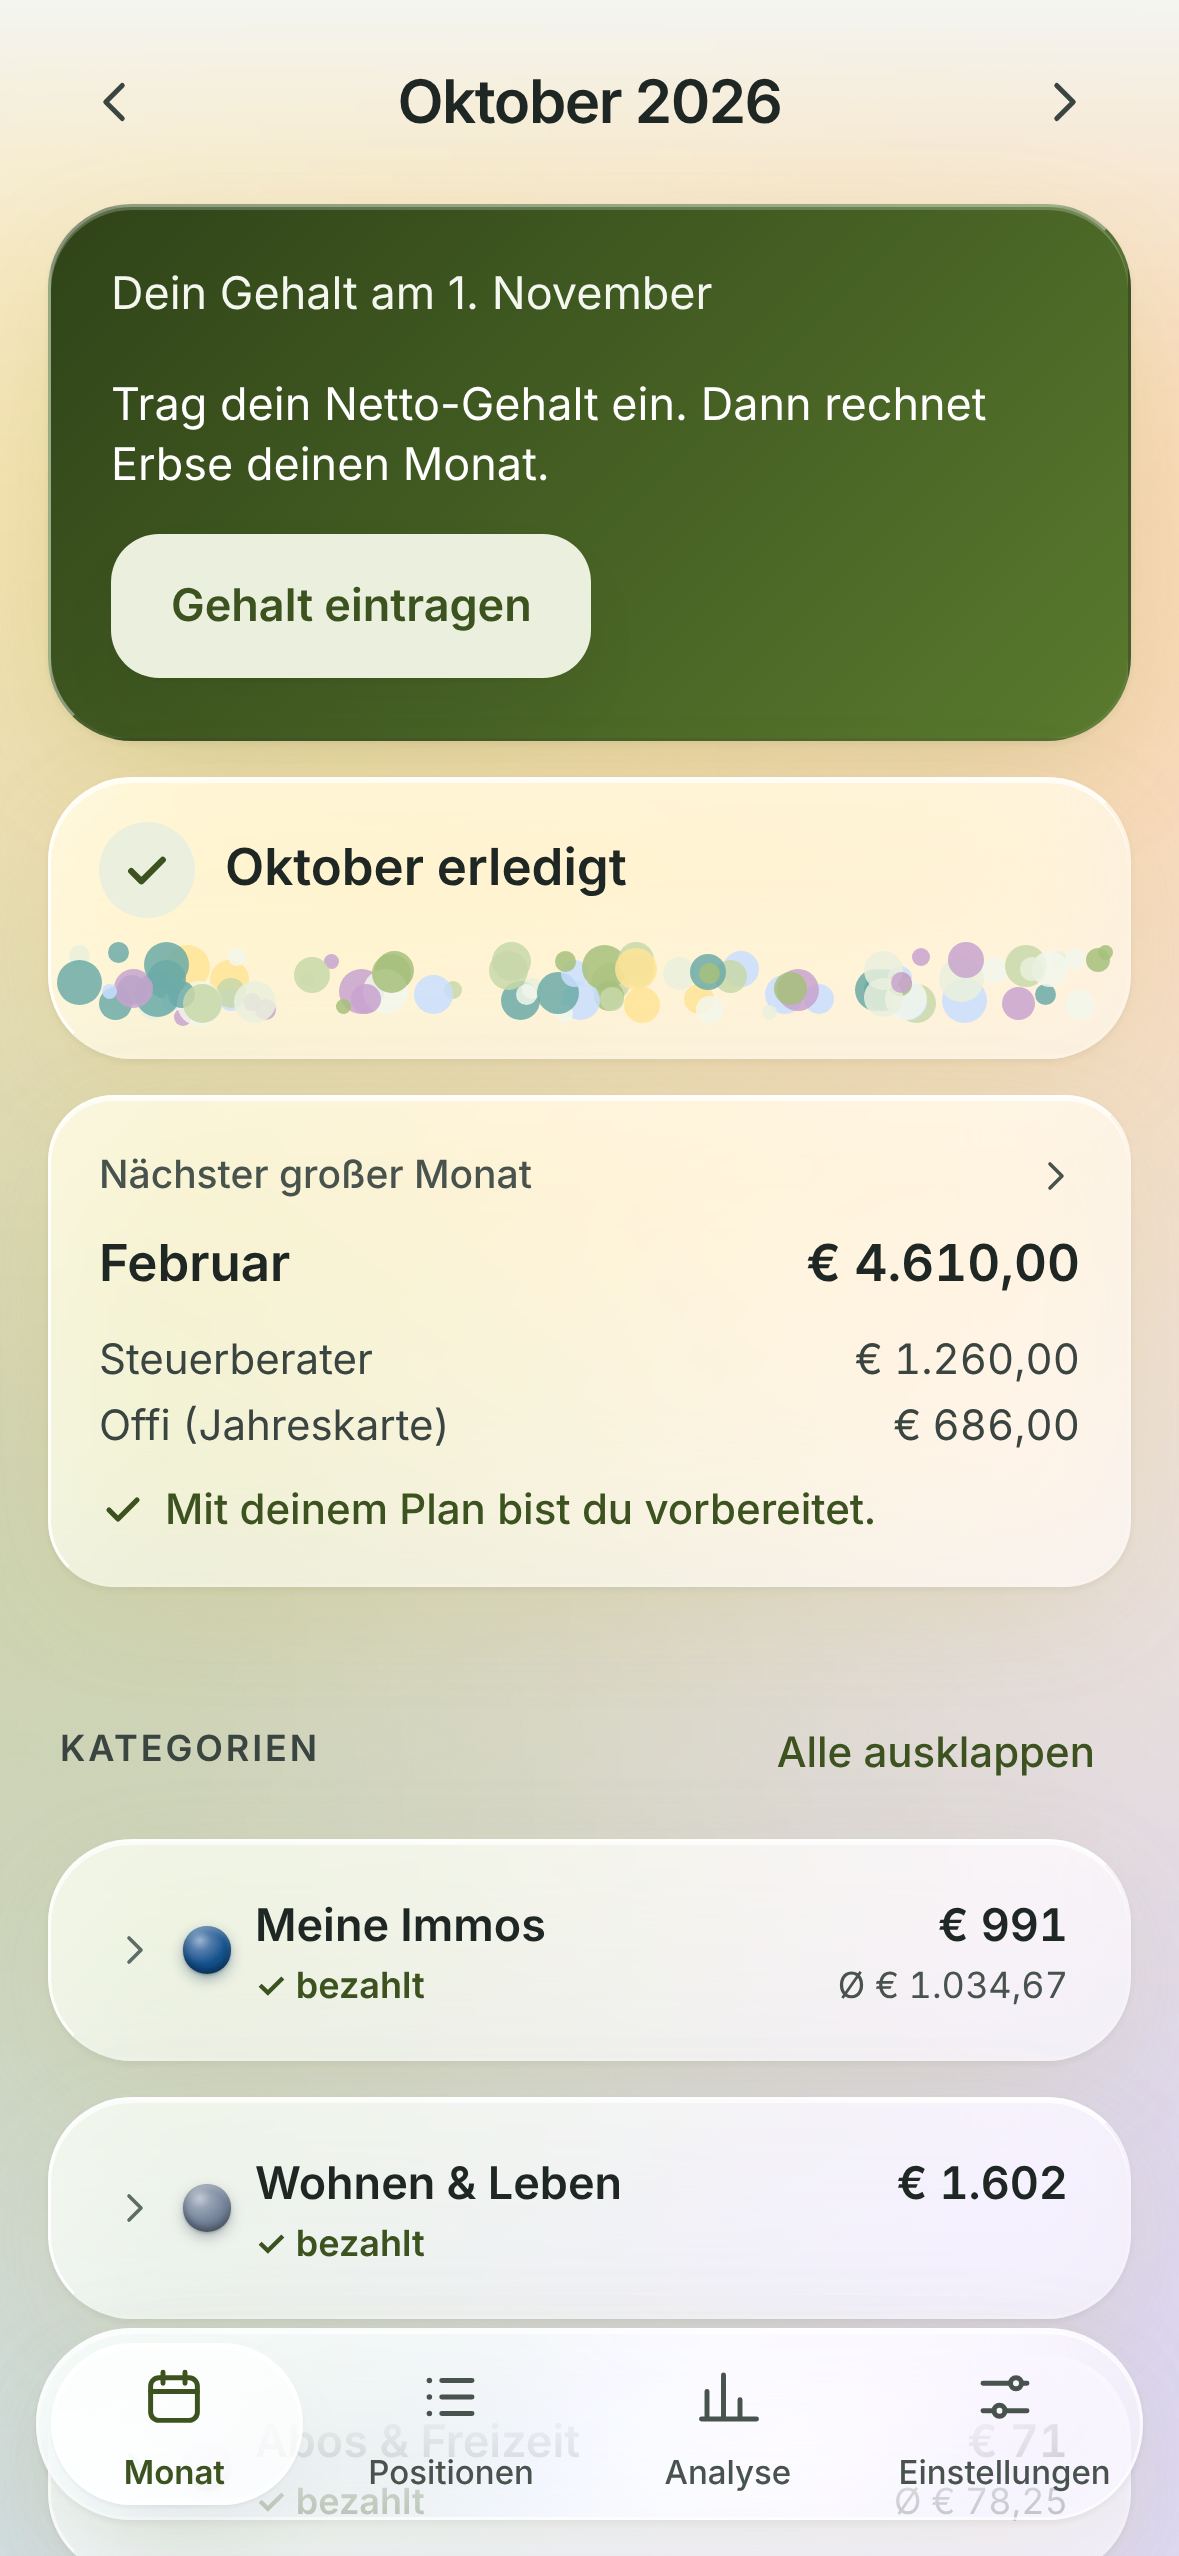 Oktober 2026
Dein Gehalt am 1. November
Trag dein Netto-Gehalt ein. Dann rechnet
Erbse deinen Monat.
Gehalt eintragen
Oktober erledigt
Nächster großer Monat
Februar € 4.610,00
Steuerberater € 1.260,00
Offi (Jahreskarte) € 686,00
Mit deinem Plan bist du vorbereitet.
KATEGORIEN Alle ausklappen
Meine Immos € 991
bezahlt Ø € 1.034,67
Wohnen & Leben € 1.602
bezahlt
Abos & Freizeit € 71
Monat Positionen Analyse Einstellungen
bezahlt Ø € 78,25